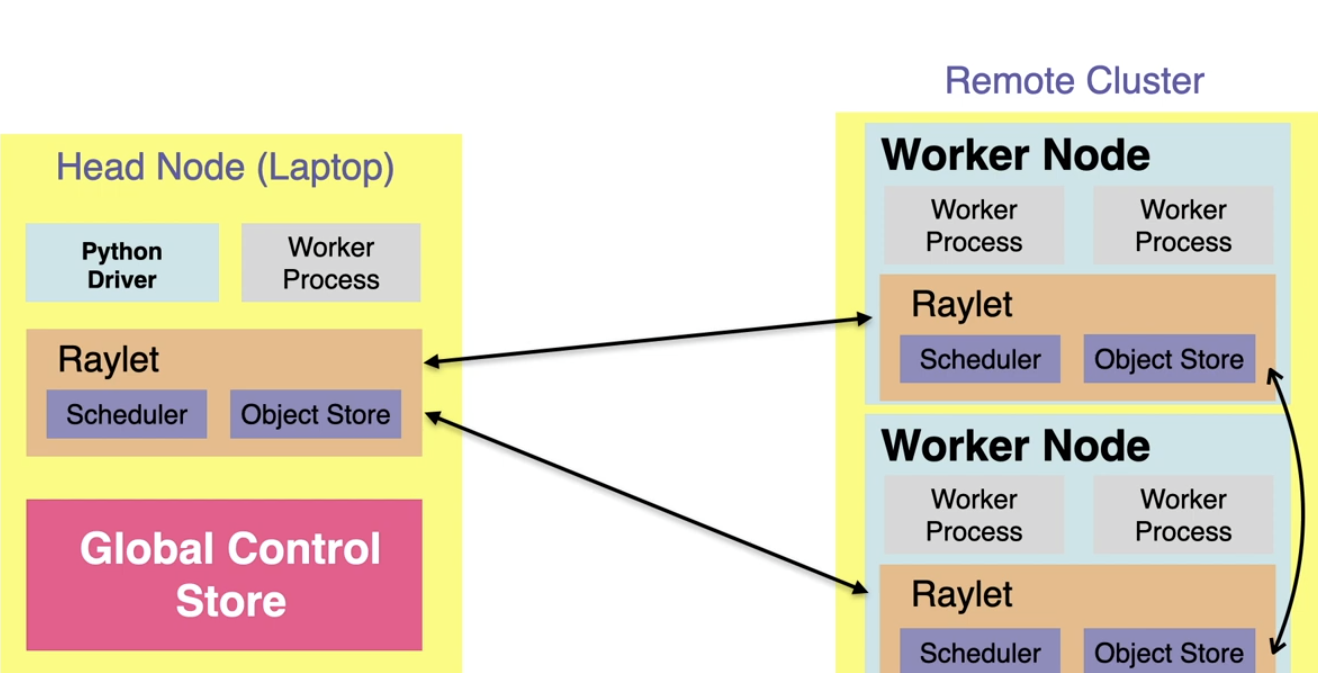 Remote Cluster
Head Node (Laptop)
Python
Driver
Worker
Process
Raylet
Scheduler
Object Store
Global Control
Store
Worker Node
Worker
Process
Worker
Process
Raylet
Scheduler
Object Store
Worker Node
Worker
Process
Worker
Process
Raylet
Scheduler
Object Store